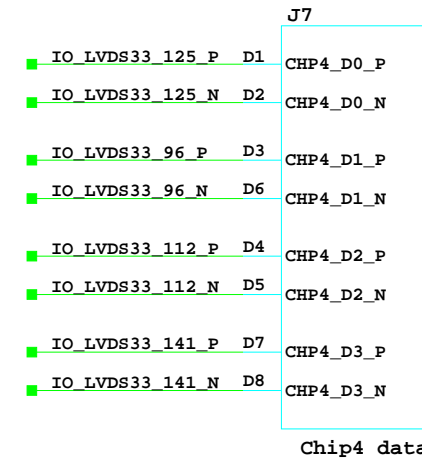 J7
IO_LVDS33_125_P D1 CHP4_D0_P
IO_LVDS33_125_N D2 CHP4_D0_N
IO_LVDS33_96_P D3 CHP4_D1_P
IO_LVDS33_96_N D6 CHP4_D1_N
IO_LVDS33_112_P D4 CHP4_D2_P
IO_LVDS33_112_N D5 CHP4_D2_N
IO_LVDS33_141_P D7 CHP4_D3_P
IO_LVDS33_141_N D8 CHP4_D3_N
Chip4 data